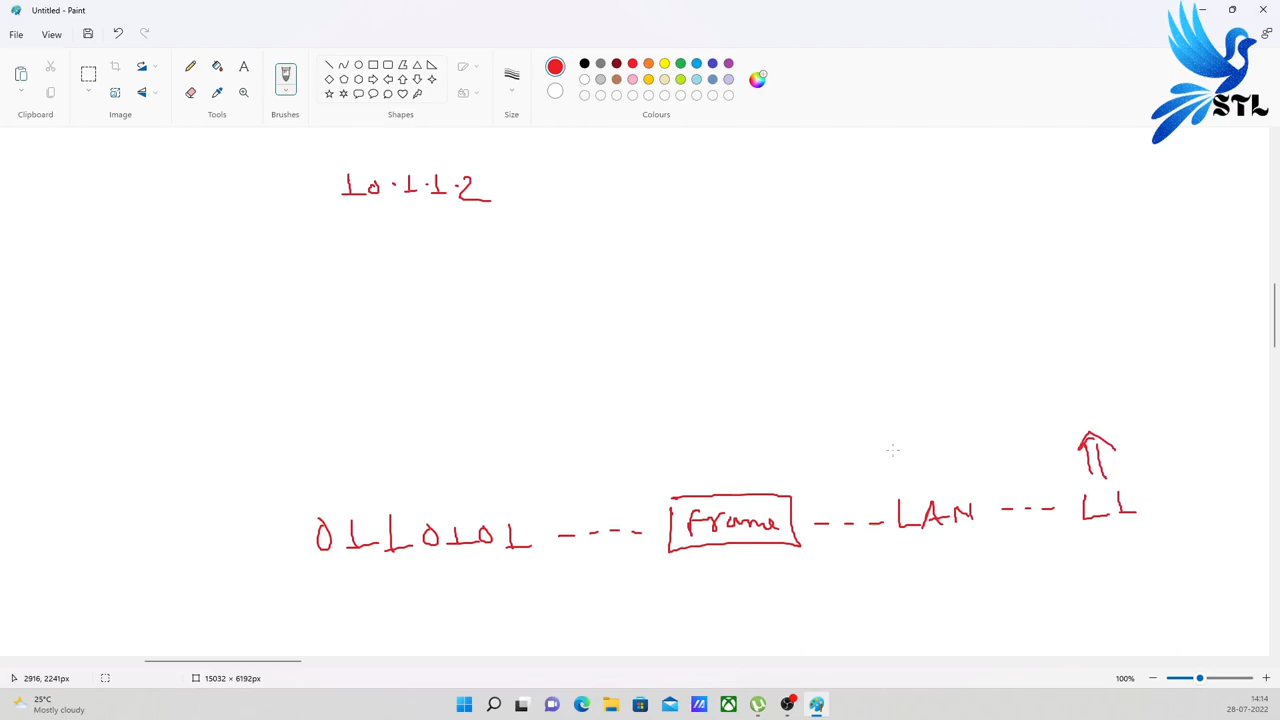 Untitled - Paint
File
View
Clipboard
Image
Tools
Brushes
Shapes
Size
Colours
STL
10.1.1.2
0110101 ---- Frame --- LAN --- LL
2916, 2241px
15032 × 6192px
100%
25°C
Mostly cloudy
14:14
28-07-2022